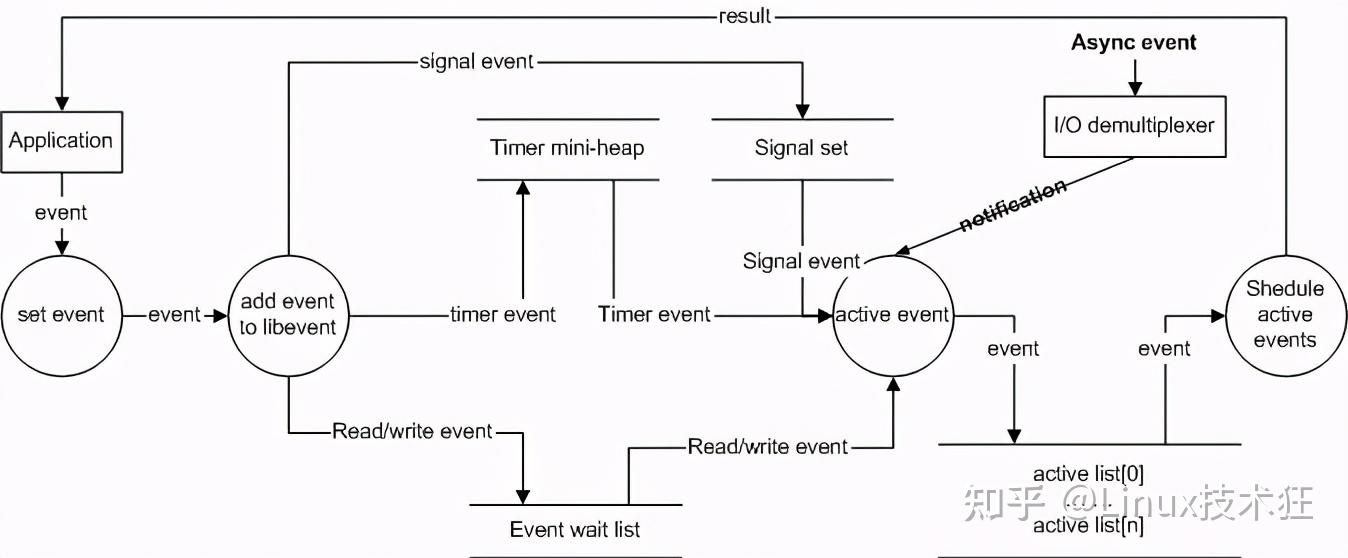 result
Async event
signal event
Application
Timer mini-heap
Signal set
I/O demultiplexer
notification
event
Signal event
set event
event
add event
to libevent
timer event
Timer event
active event
Shedule
active
events
event
event
Read/write event
Read/write event
active list[0]
......
active list[n]
Event wait list
知乎 @Linux技术狂